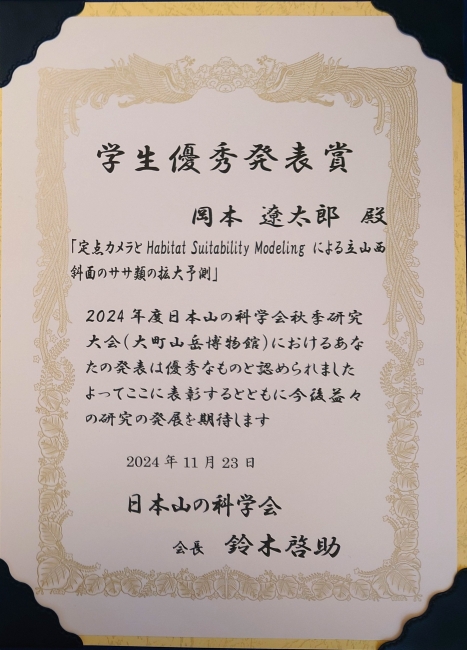 学生優秀発表賞
岡本 遼太郎 殿
「定点カメラと Habitat Suitability Modeling による立山西
斜面のササ類の拡大予測」
2024 年度日本山の科学会秋季研究
大会(大町山岳博物館)におけるあな
たの発表は優秀なものと認められました
よってここに表彰するとともに今後益々
の研究の発展を期待します
2024 年 11 月 23 日
日本山の科学会
会長 鈴木啓助